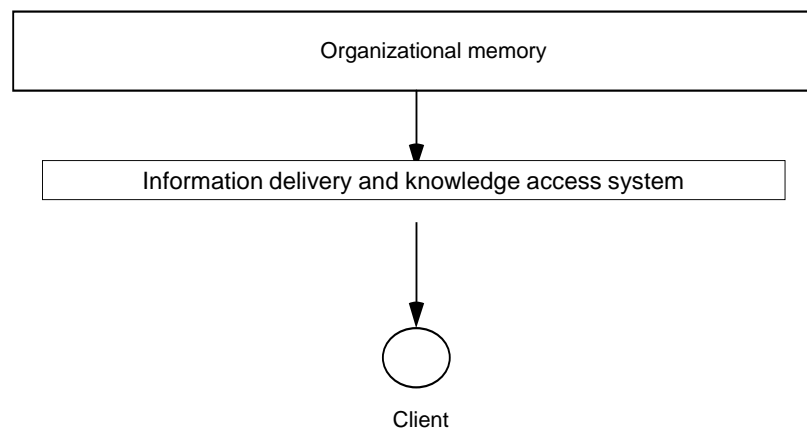 Organizational memory
Information delivery and knowledge access system
Client